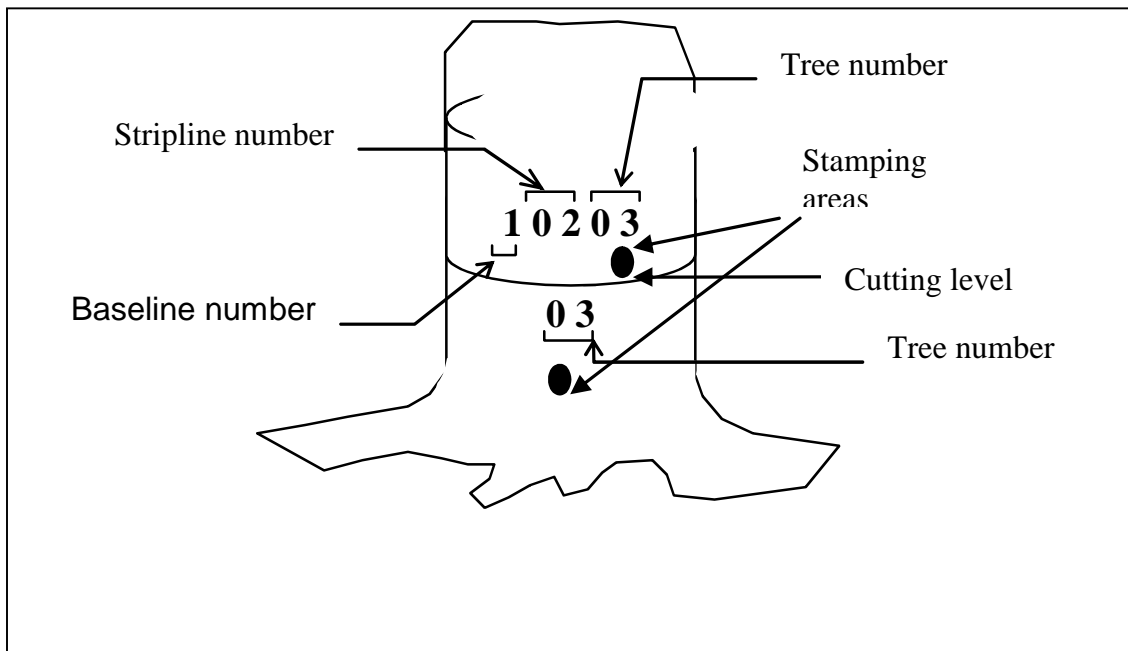 Tree number
Stripline number
Stamping
areas
1 0 2 0 3
Cutting level
Baseline number
0 3
Tree number